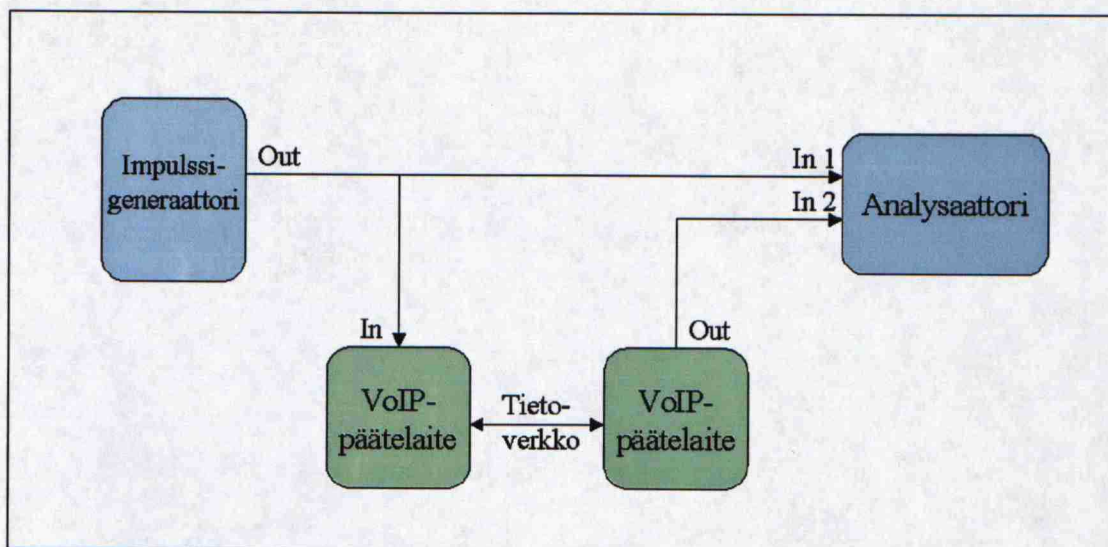 Impulssi-
generaattori
Out
In 1
In 2
Analysaattori
In
Out
VoIP-
päätelaite
Tieto-
verkko
VoIP-
päätelaite